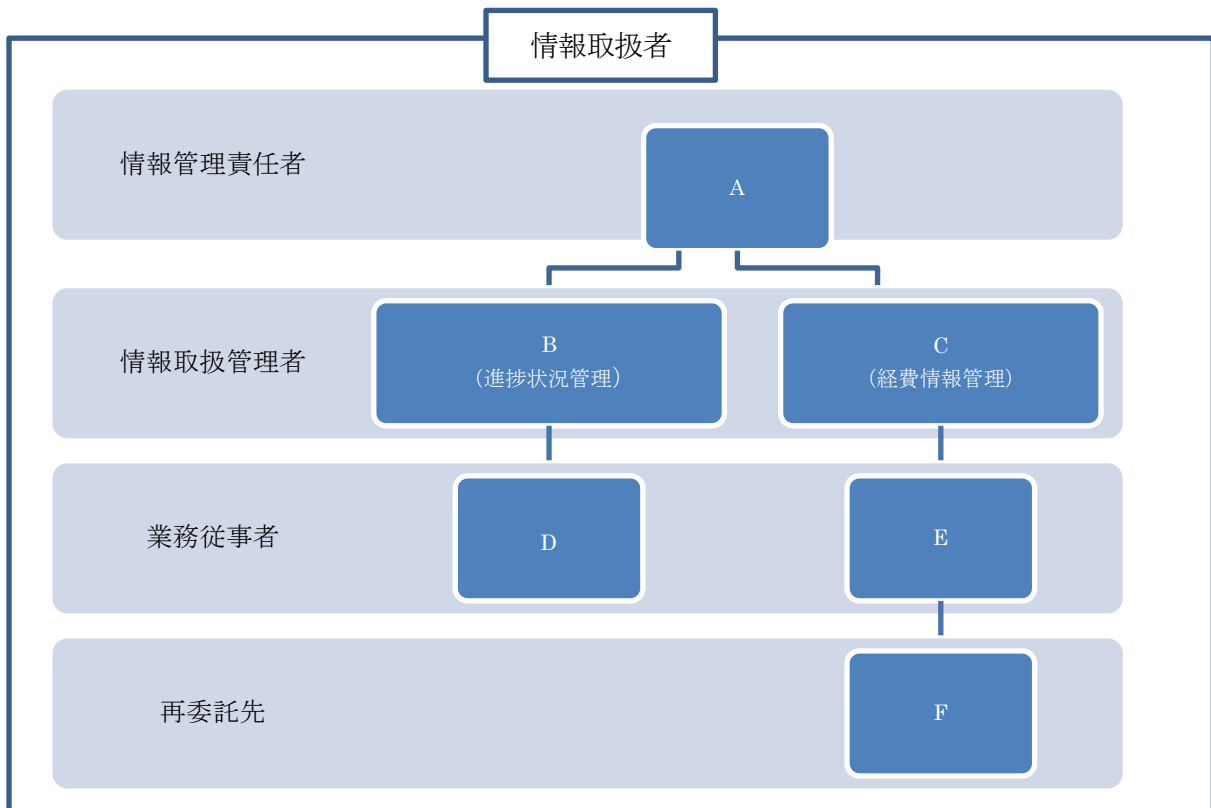 情報取扱者
情報管理責任者
A
情報取扱管理者
B
（進捗状況管理）
C
（経費情報管理）
業務従事者
D
E
再委託先
F